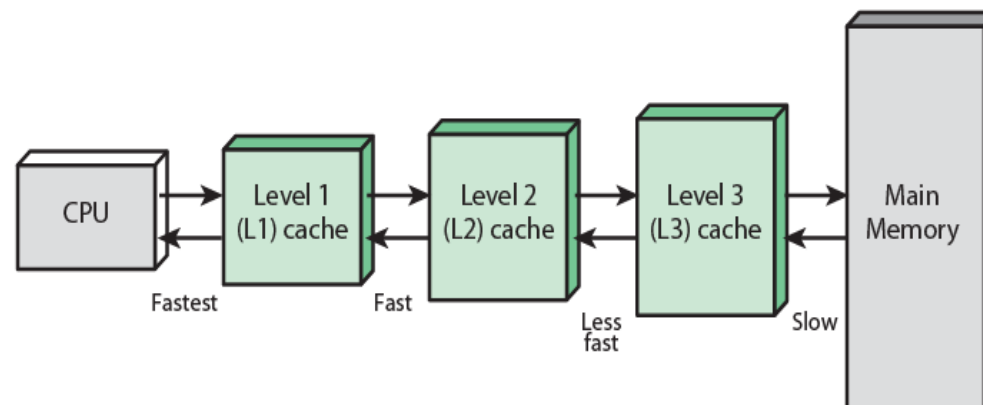 CPU
Level 1
(L1) cache
Level 2
(L2) cache
Level 3
(L3) cache
Main
Memory
Fastest
Fast
Less
fast
Slow